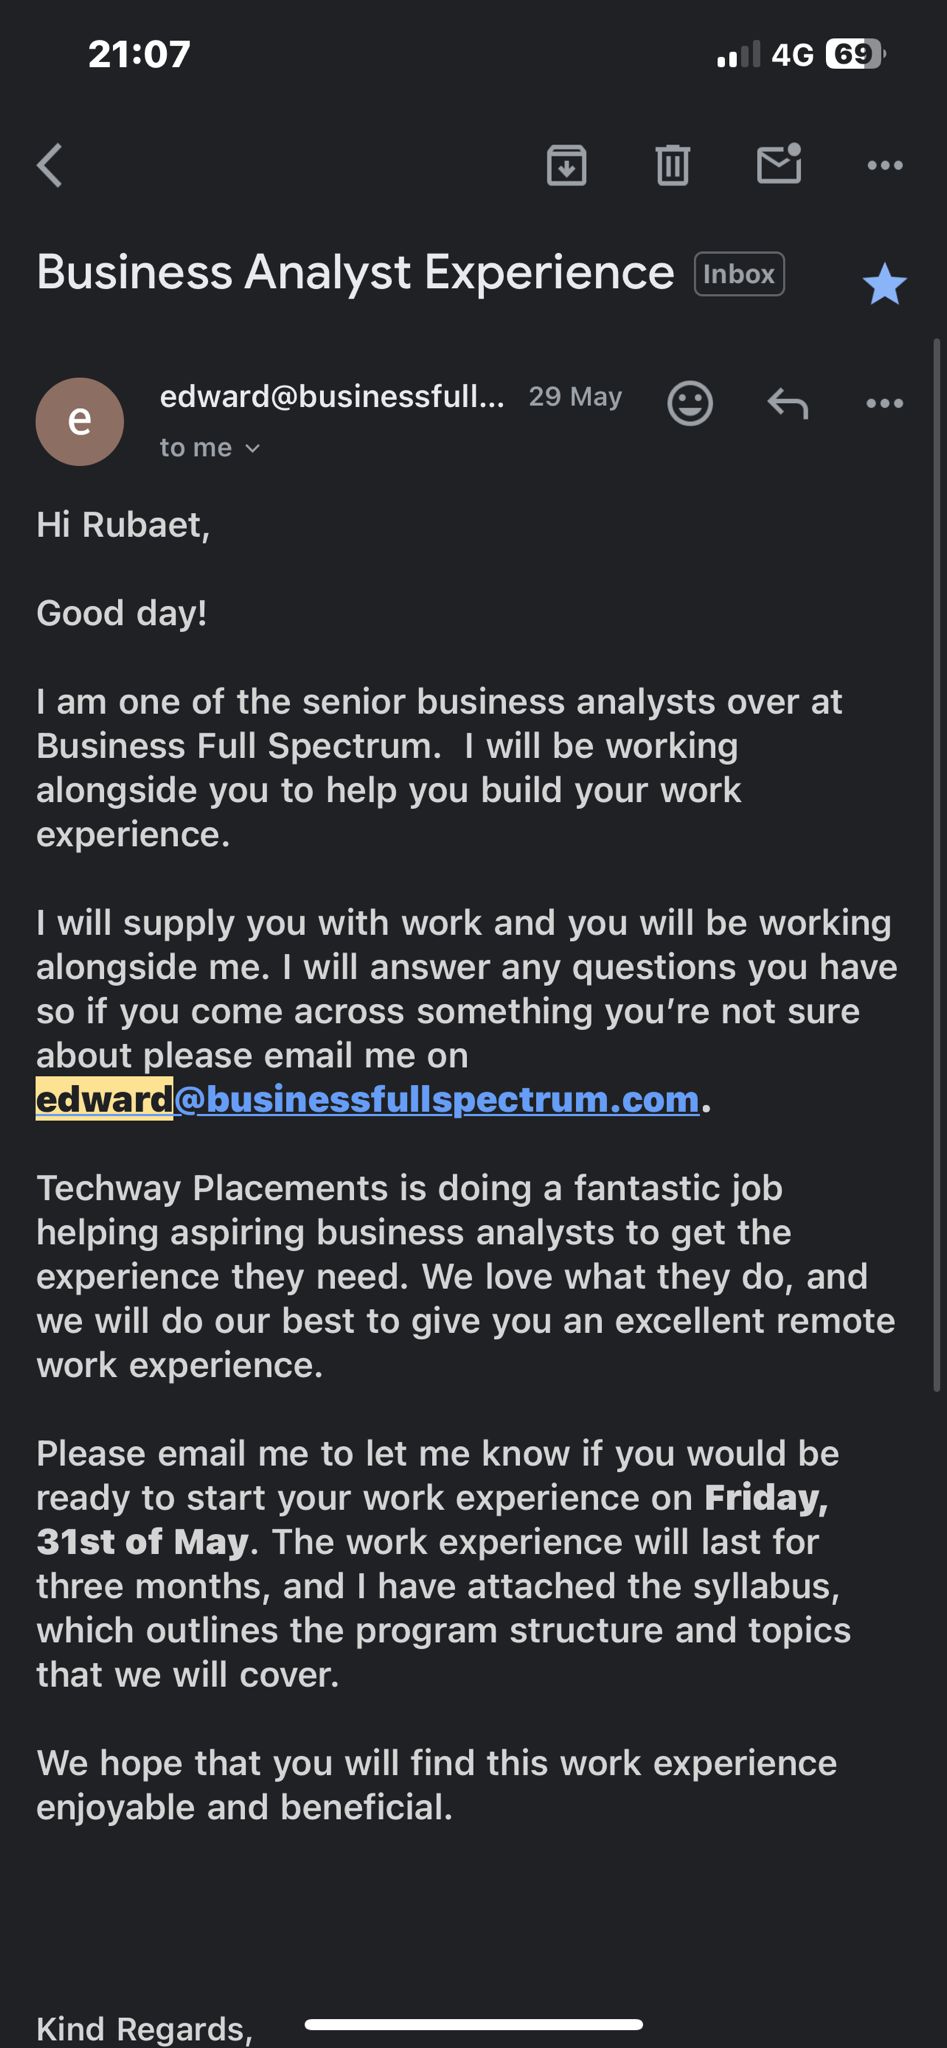 21:07
4G 69
Business Analyst Experience Inbox
e
edward@businessfull... 29 May
to me
Hi Rubaet,
Good day!
I am one of the senior business analysts over at
Business Full Spectrum.  I will be working
alongside you to help you build your work
experience.
I will supply you with work and you will be working
alongside me. I will answer any questions you have
so if you come across something you’re not sure
about please email me on
edward@businessfullspectrum.com.
Techway Placements is doing a fantastic job
helping aspiring business analysts to get the
experience they need. We love what they do, and
we will do our best to give you an excellent remote
work experience.
Please email me to let me know if you would be
ready to start your work experience on Friday,
31st of May. The work experience will last for
three months, and I have attached the syllabus,
which outlines the program structure and topics
that we will cover.
We hope that you will find this work experience
enjoyable and beneficial.
Kind Regards,